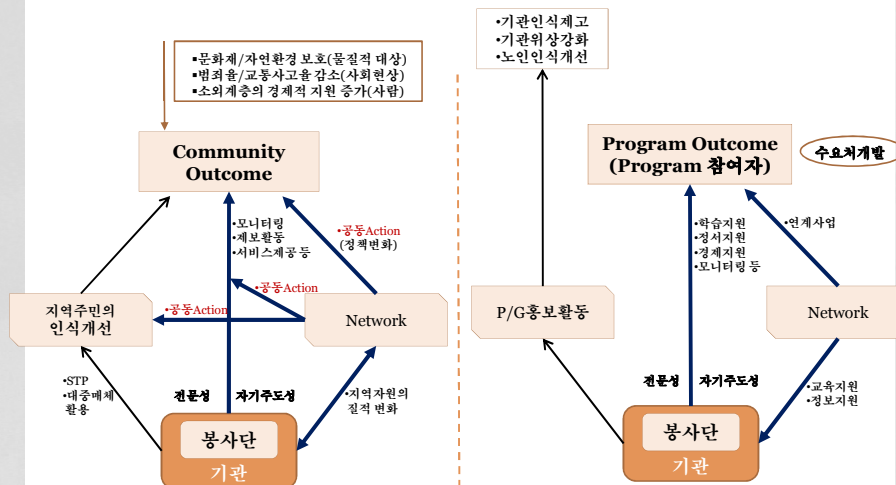 ▪문화재/자연환경 보호(물질적 대상)
▪범죄율/교통사고율 감소(사회현상)
▪소외계층의 경제적 지원 증가(사람)
Community
Outcome
•모니터링
•제보활동
•서비스제공 등
•공동Action
(정책변화)
•공동Action
•공동Action
지역주민의
인식개선
Network
•STP
•대중매체
활용
전문성
자기주도성
•지역자원의
질적 변화
봉사단
기관
•기관인식제고
•기관위상강화
•노인인식개선
Program Outcome
(Program 참여자)
수요처개발
•학습지원
•정서지원
•경제지원
•모니터링 등
•연계사업
P/G홍보활동
Network
전문성
자기주도성
•교육지원
•정보지원
봉사단
기관